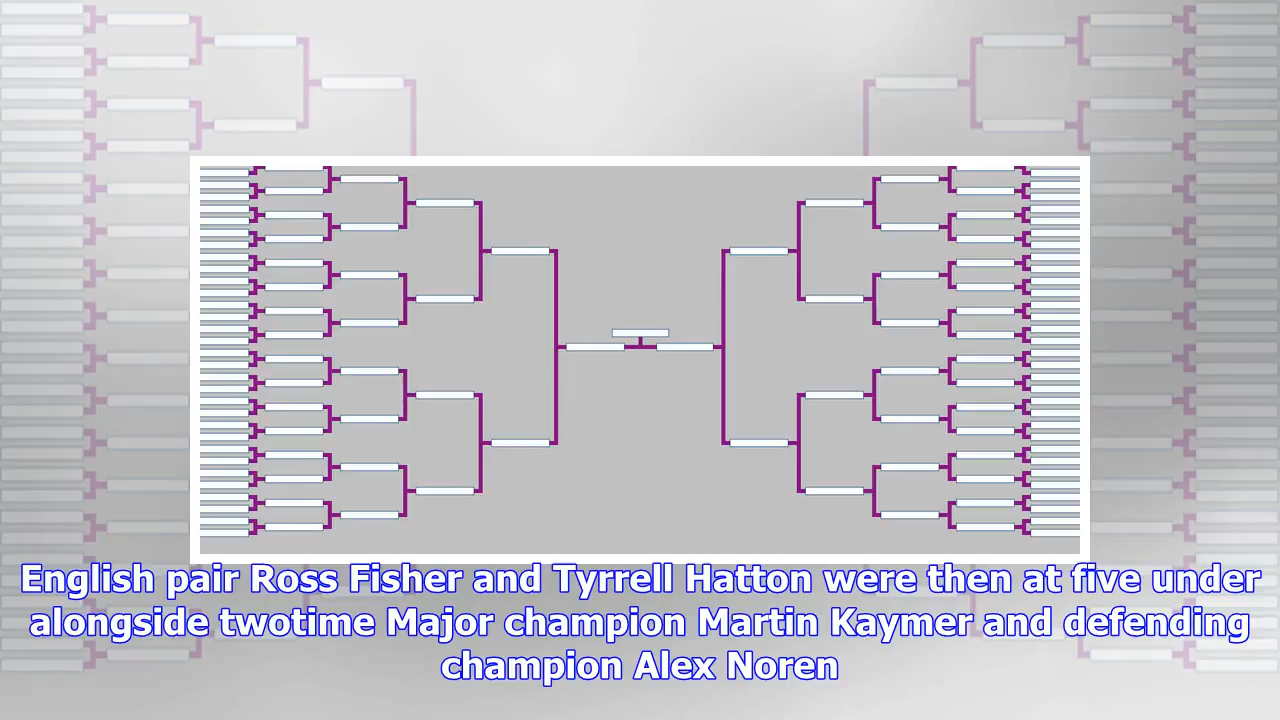 English pair Ross Fisher and Tyrrell Hatton were then at five under
alongside twotime Major champion Martin Kaymer and defending
champion Alex Noren